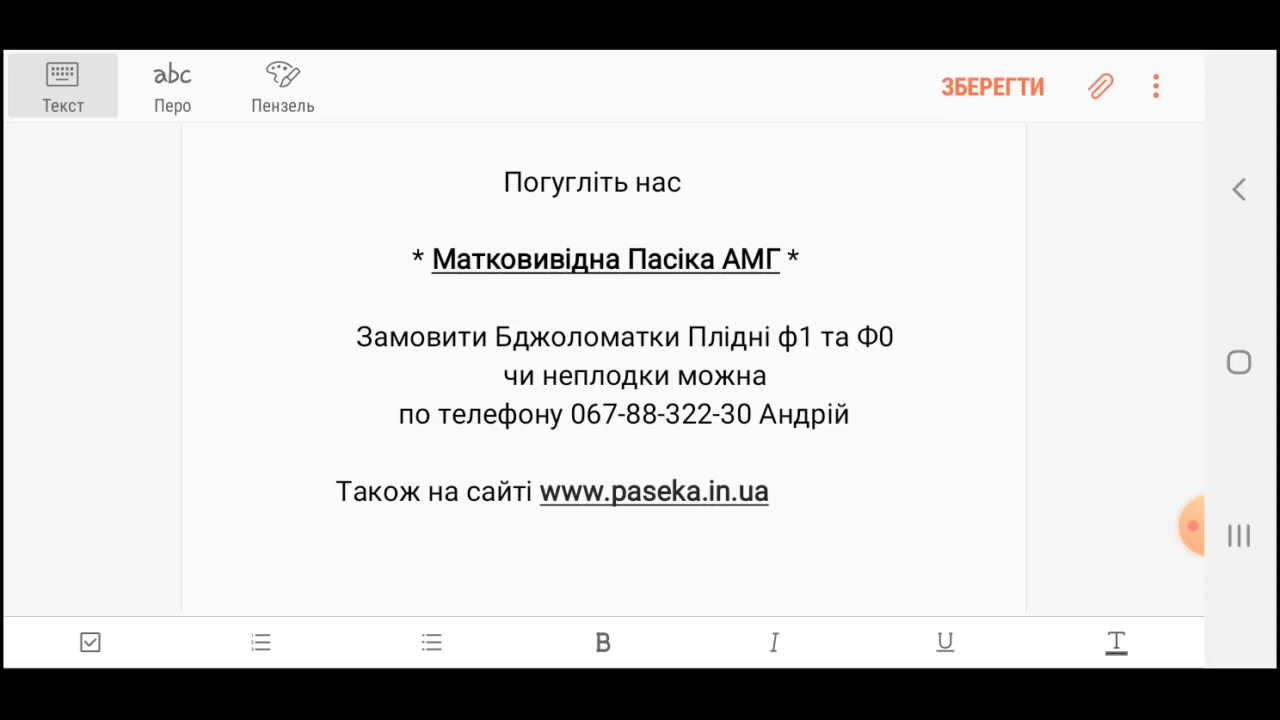 Текст
abc
Перо
Пензель
ЗБЕРЕГТИ
Погугліть нас
* Матковивідна Пасіка АМГ *
Замовити Бджоломатки Плідні ф1 та Ф0
чи неплодки можна
по телефону 067-88-322-30 Андрій
Також на сайті www.paseka.in.ua
B
I
U
T